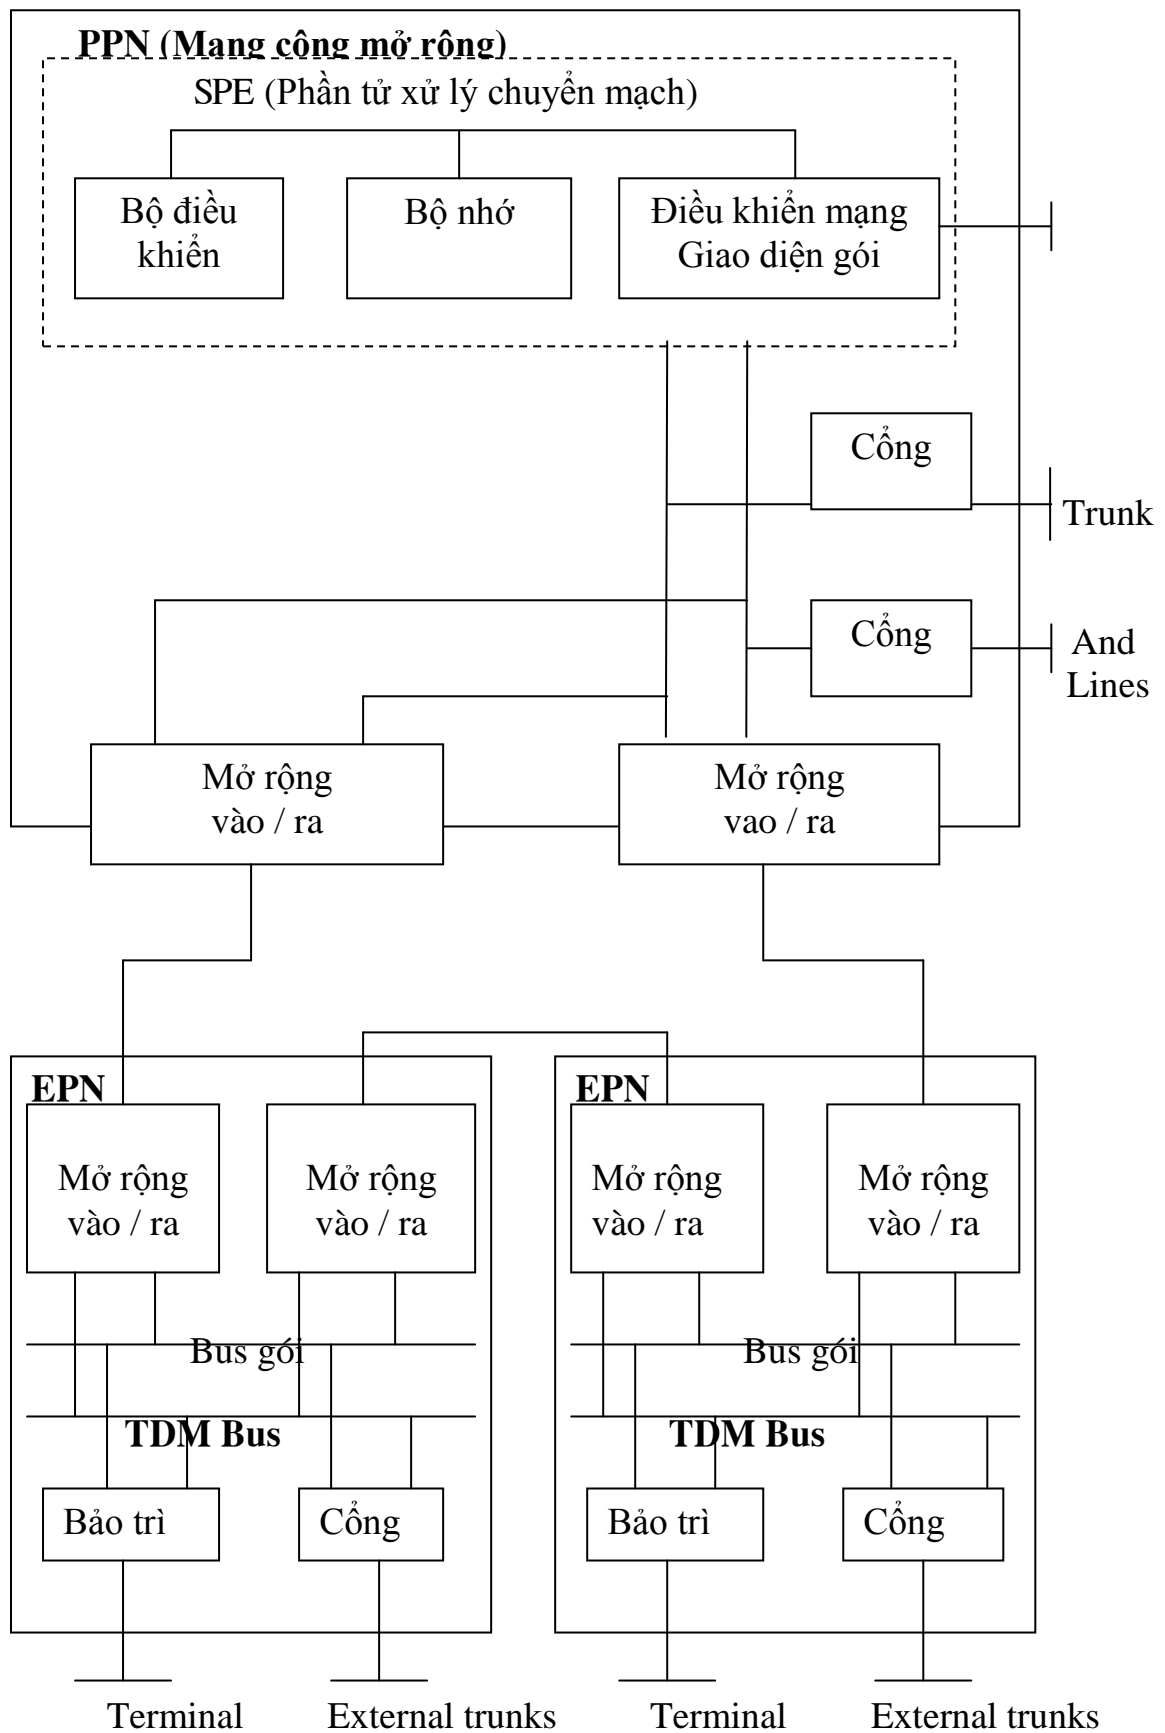 PPN (Mang công mở rộng)
SPE (Phần tử xử lý chuyển mạch)
Bộ điều
khiển
Bộ nhớ
Điều khiển mạng
Giao diện gói
Cổng
Trunk
Cổng
And
Lines
Mở rộng
vào / ra
Mở rộng
vao / ra
EPN
EPN
Mở rộng
vào / ra
Mở rộng
vào / ra
Mở rộng
vào / ra
Mở rộng
vào / ra
Bus gói
Bus gói
TDM Bus
TDM Bus
Bảo trì
Cổng
Bảo trì
Cổng
Terminal
External trunks
Terminal
External trunks